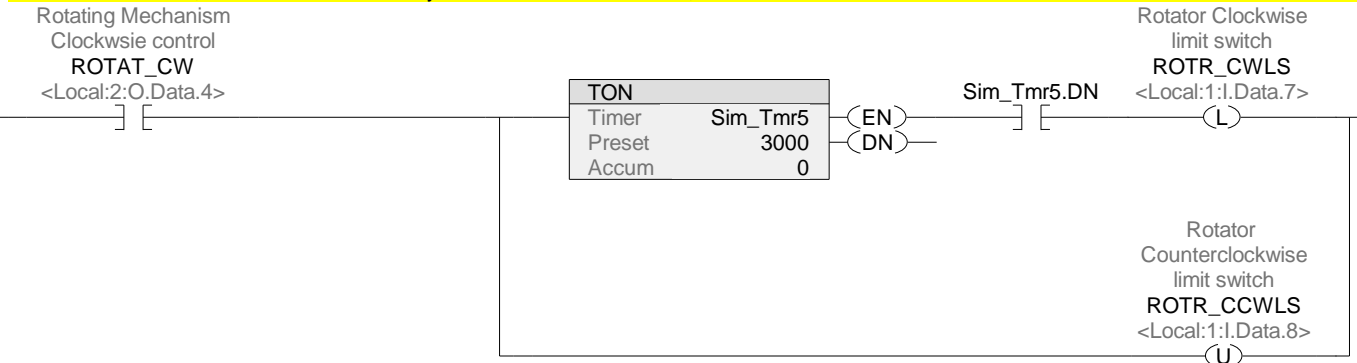 Rotating Mechanism
Clockwsie control
ROTAT_CW
<Local:2:O.Data.4>
TON
Timer Sim_Tmr5
Preset 3000
Accum 0
EN
DN
Sim_Tmr5.DN
Rotator Clockwise
limit switch
ROTR_CWLS
<Local:1:I.Data.7>
L
Rotator
Counterclockwise
limit switch
ROTR_CCWLS
<Local:1:I.Data.8>
U